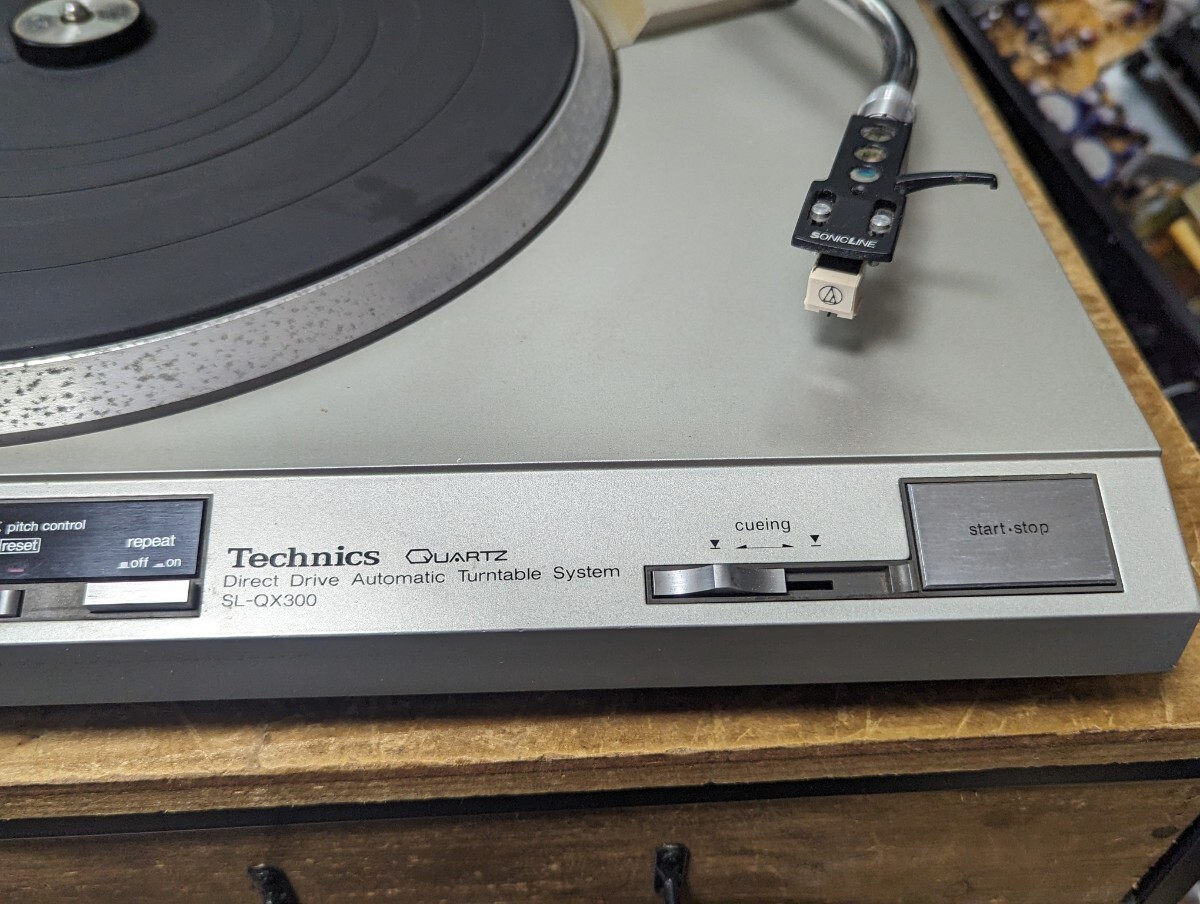 SONICLINE
pitch control
reset
repeat
off on
Technics QUARTZ
Direct Drive Automatic Turntable System
SL-QX300
cueing
start·stop